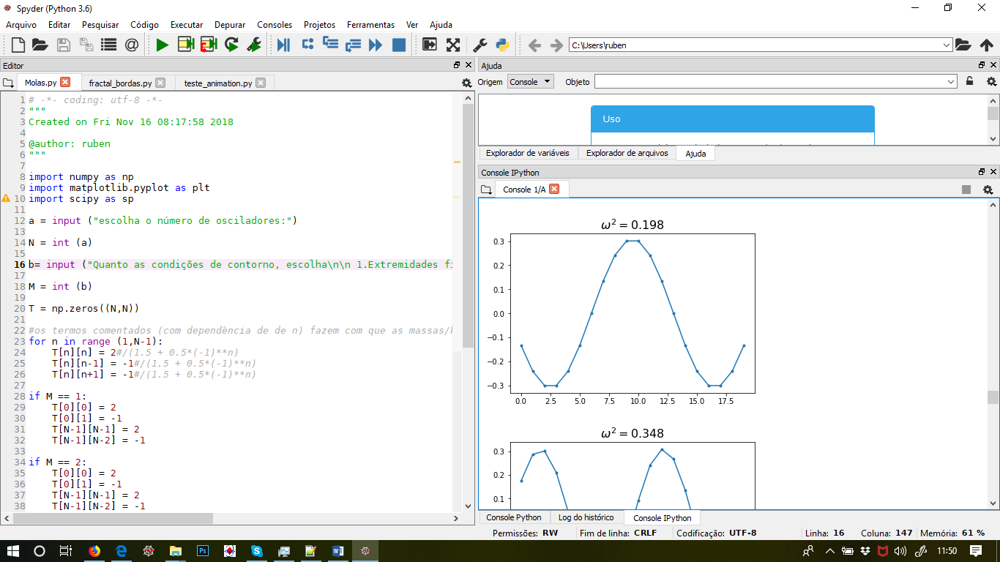 Spyder (Python 3.6)
Arquivo Editar Pesquisar Código Executar Depurar Consoles Projetos Ferramentas Ver Ajuda
C:\Users\ruben
Editor
Molas.py fractal_bordas.py teste_animation.py
1 # -*- coding: utf-8 -*-
2 """
3 Created on Fri Nov 16 08:17:58 2018
4
5 @author: ruben
6 """
7
8 import numpy as np
9 import matplotlib.pyplot as plt
10 import scipy as sp
11
12 a = input ("escolha o número de osciladores:")
13
14 N = int (a)
15
16 b= input ("Quanto as condições de contorno, escolha\n\n 1.Extremidades fi
17
18 M = int (b)
19
20 T = np.zeros((N,N))
21
22 #os termos comentados (com dependência de de n) fazem com que as massas/
23 for n in range (1,N-1):
24 T[n][n] = 2#/(1.5 + 0.5*(-1)**n)
25 T[n][n-1] = -1#/(1.5 + 0.5*(-1)**n)
26 T[n][n+1] = -1#/(1.5 + 0.5*(-1)**n)
27
28 if M == 1:
29 T[0][0] = 2
30 T[0][1] = -1
31 T[N-1][N-1] = 2
32 T[N-1][N-2] = -1
33
34 if M == 2:
35 T[0][0] = 2
36 T[0][1] = -1
37 T[N-1][N-1] = 2
38 T[N-1][N-2] = -1
Ajuda
Origem Console Objeto
Uso
Explorador de variáveis Explorador de arquivos Ajuda
Console IPython
Console 1/A
ω² = 0.198
0.3
0.2
0.1
0.0
−0.1
−0.2
−0.3
0.0 2.5 5.0 7.5 10.0 12.5 15.0 17.5
ω² = 0.348
0.3
0.2
0.1
Console Python Log do histórico Console IPython
Permissões: RW Fim de linha: CRLF Codificação: UTF-8 Linha: 16 Coluna: 147 Memória: 61 %
11:50